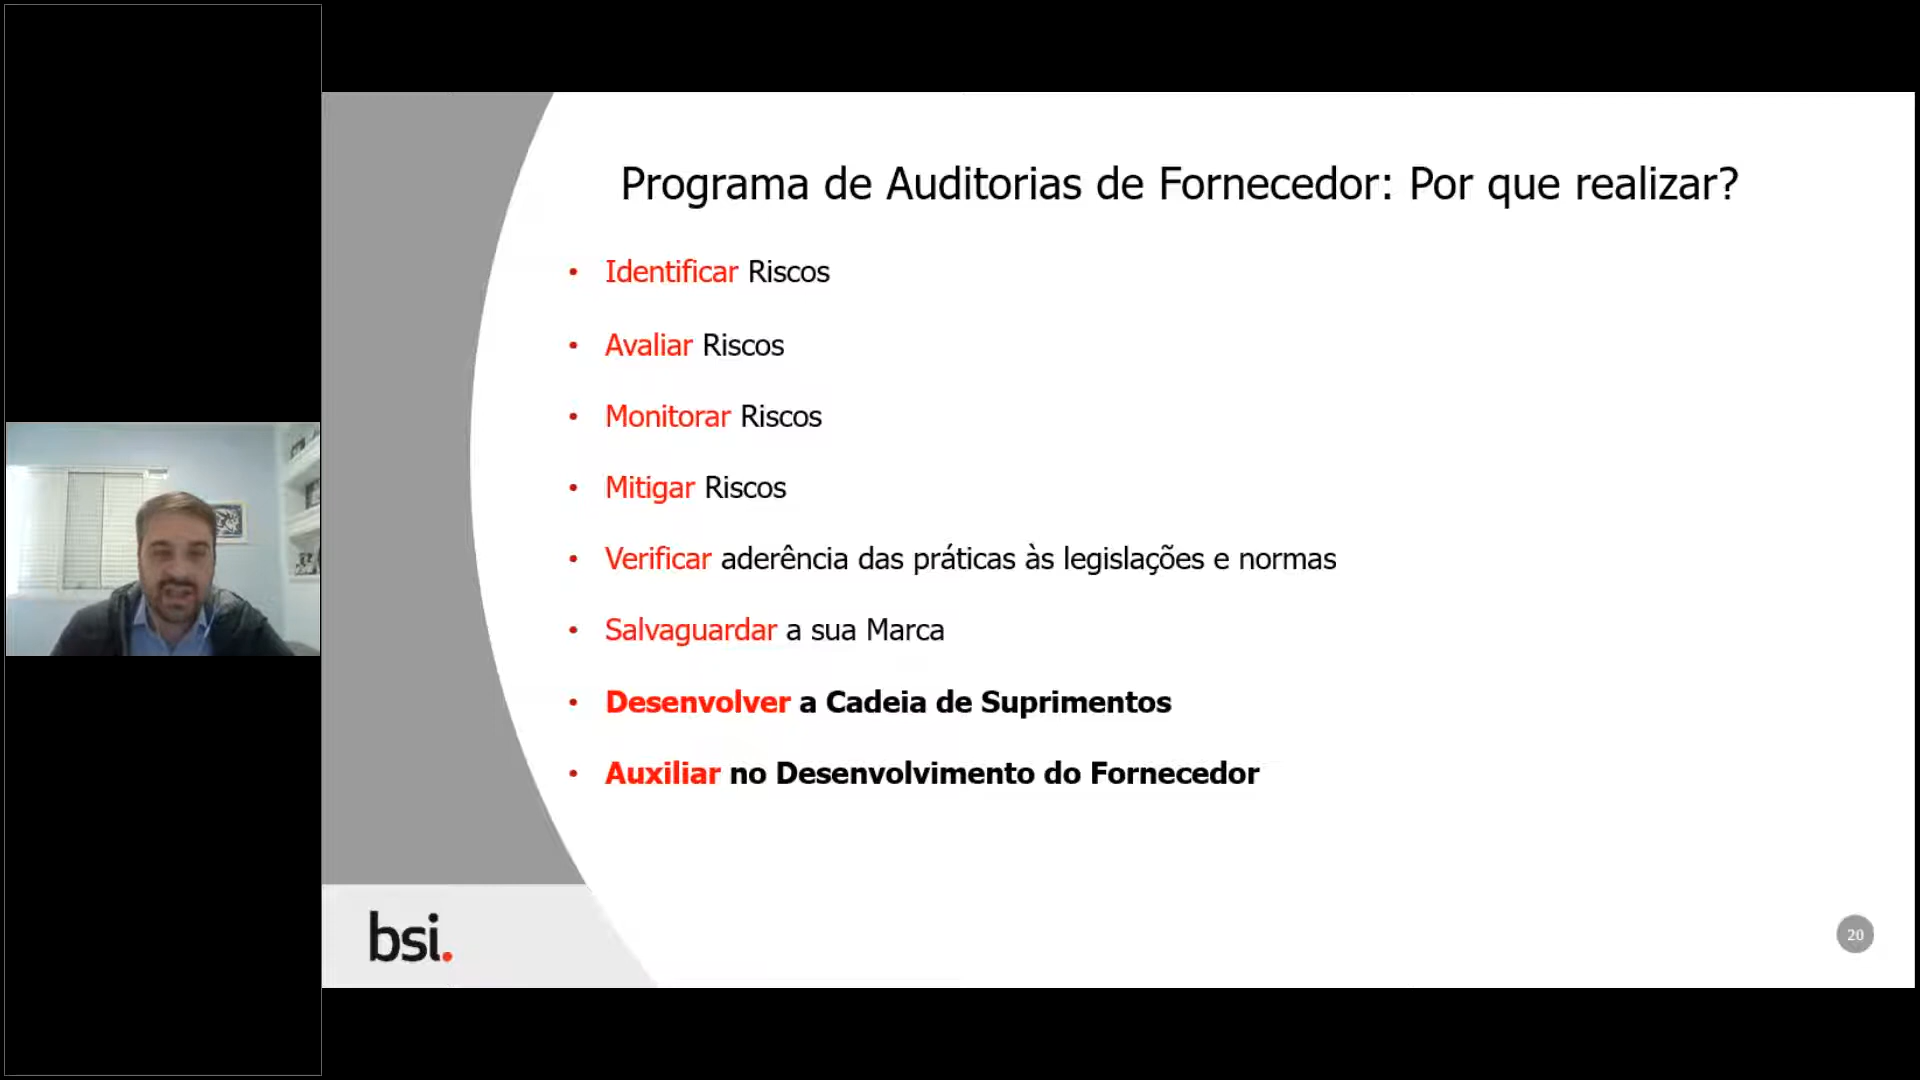 Programa de Auditorias de Fornecedor: Por que realizar?
• Identificar Riscos
• Avaliar Riscos
• Monitorar Riscos
• Mitigar Riscos
• Verificar aderência das práticas às legislações e normas
• Salvaguardar a sua Marca
• Desenvolver a Cadeia de Suprimentos
• Auxiliar no Desenvolvimento do Fornecedor
bsi.
20